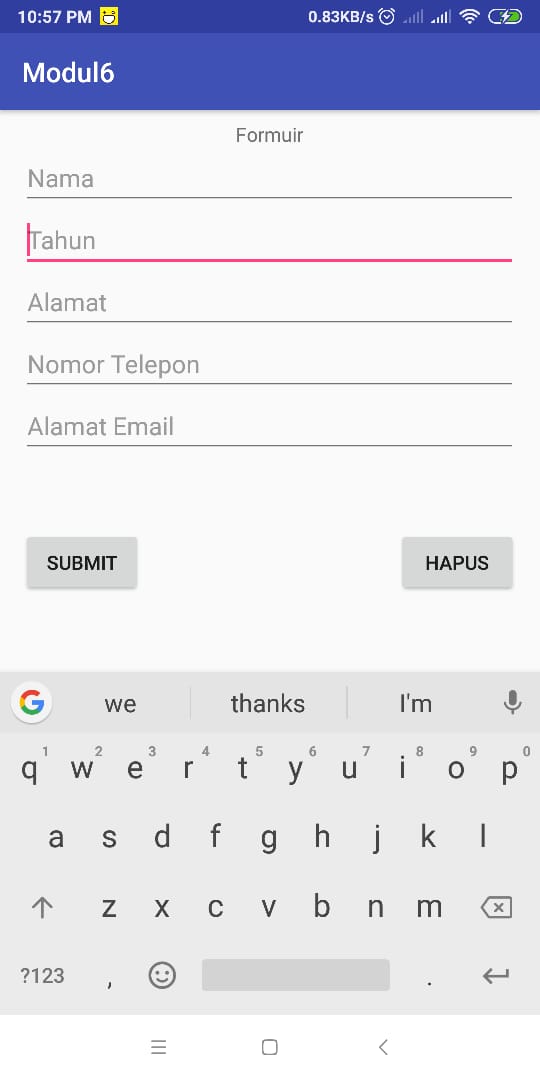 10:57 PM 0.83KB/s
Modul6
Formuir
Nama
Tahun
Alamat
Nomor Telepon
Alamat Email
SUBMIT HAPUS
G we thanks I'm
1 2 3 4 5 6 7 8 9 0
q w e r t y u i o p
a s d f g h j k l
z x c v b n m
?123 , .